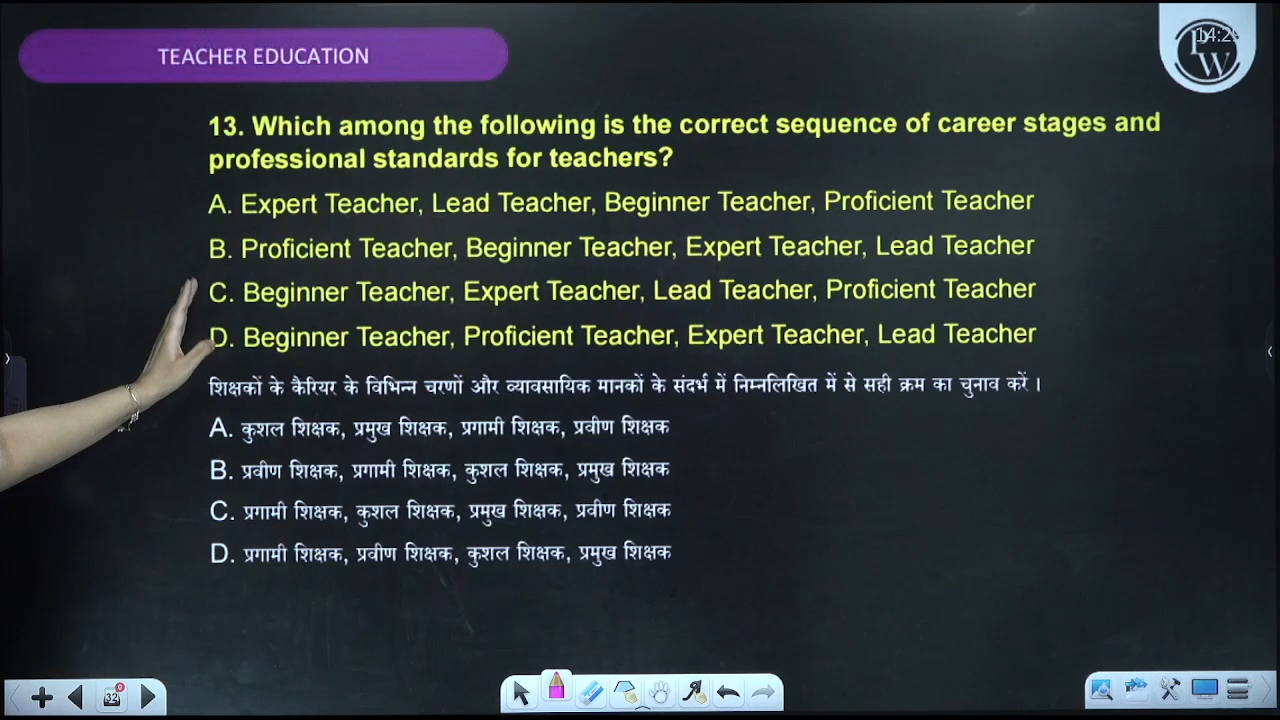 TEACHER EDUCATION
PW
13. Which among the following is the correct sequence of career stages and
professional standards for teachers?
A. Expert Teacher, Lead Teacher, Beginner Teacher, Proficient Teacher
B. Proficient Teacher, Beginner Teacher, Expert Teacher, Lead Teacher
C. Beginner Teacher, Expert Teacher, Lead Teacher, Proficient Teacher
D. Beginner Teacher, Proficient Teacher, Expert Teacher, Lead Teacher
शिक्षकों के कैरियर के विभिन्न चरणों और व्यावसायिक मानकों के संदर्भ में निम्नलिखित में से सही क्रम का चुनाव करें ।
A. कुशल शिक्षक, प्रमुख शिक्षक, प्रगामी शिक्षक, प्रवीण शिक्षक
B. प्रवीण शिक्षक, प्रगामी शिक्षक, कुशल शिक्षक, प्रमुख शिक्षक
C. प्रगामी शिक्षक, कुशल शिक्षक, प्रमुख शिक्षक, प्रवीण शिक्षक
D. प्रगामी शिक्षक, प्रवीण शिक्षक, कुशल शिक्षक, प्रमुख शिक्षक
32